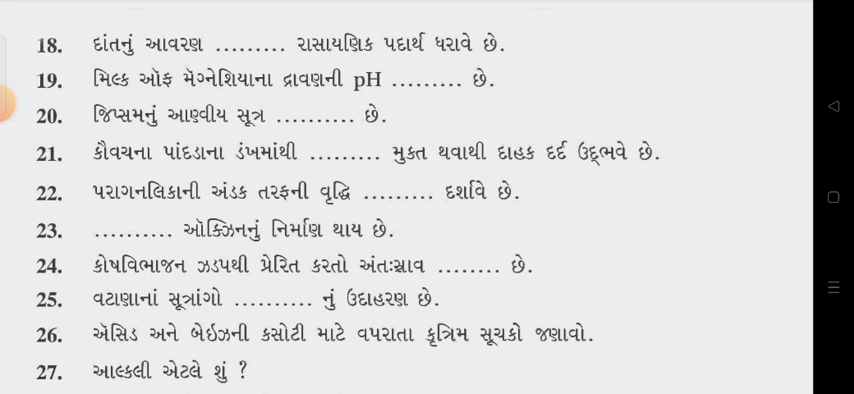 18. દાંતનું આવરણ ......... રાસાયણિક પદાર્થ ધરાવે છે.
19. મિલ્ક ઑફ મૅગ્નેશિયાના દ્રાવણની pH ......... છે.
20. જિપ્સમનું આણ્વીય સૂત્ર .......... છે.
21. કૌવચના પાંદડાના ડંખમાંથી ......... મુક્ત થવાથી દાહક દર્દ ઉદ્ભવે છે.
22. પરાગનલિકાની અંડક તરફની વૃદ્ધિ ......... દર્શાવે છે.
23. .......... ઑક્ઝિનનું નિર્માણ થાય છે.
24. કોષવિભાજન ઝડપથી પ્રેરિત કરતો અંતઃસ્રાવ ........ છે.
25. વટાણાનાં સૂત્રાંગો .......... નું ઉદાહરણ છે.
26. ઍસિડ અને બેઇઝની કસોટી માટે વપરાતા કૃત્રિમ સૂચકો જણાવો.
27. આલ્કલી એટલે શું ?